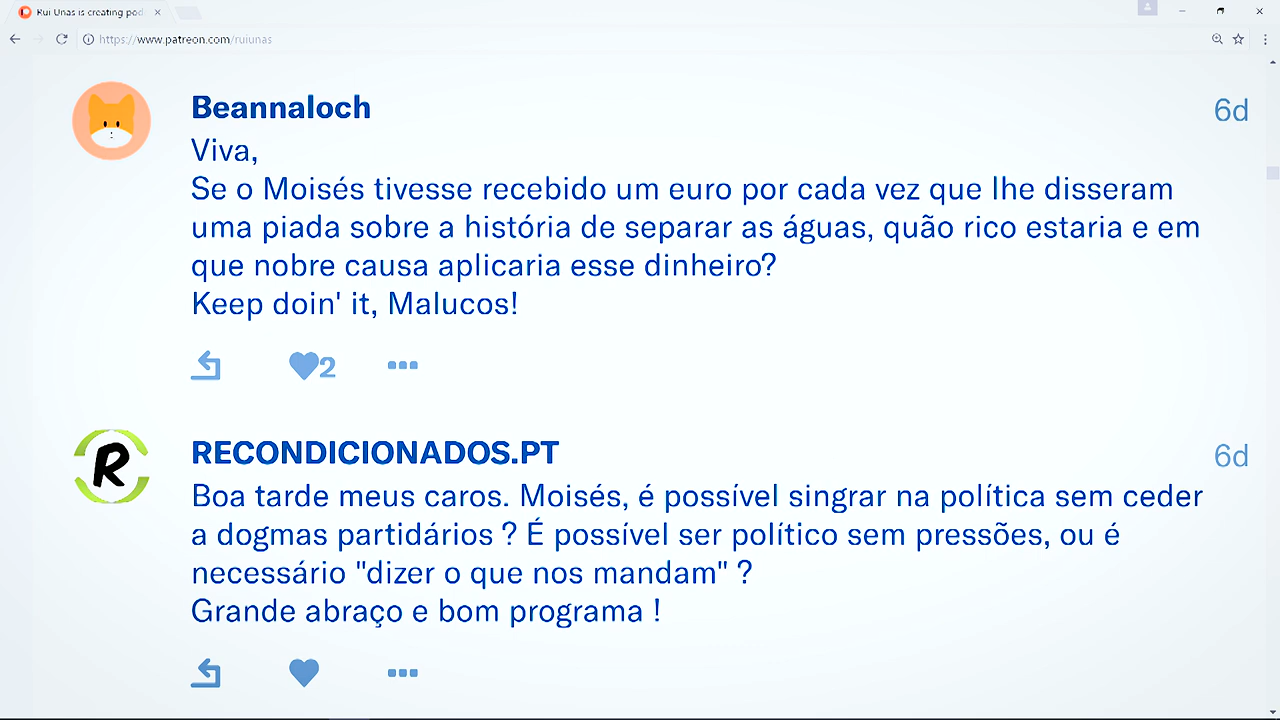 Rui Unas is creating pod
https://www.patreon.com/ruiunas
Beannaloch
6d
Viva,
Se o Moisés tivesse recebido um euro por cada vez que lhe disseram
uma piada sobre a história de separar as águas, quão rico estaria e em
que nobre causa aplicaria esse dinheiro?
Keep doin' it, Malucos!
2
R
RECONDICIONADOS.PT
6d
Boa tarde meus caros. Moisés, é possível singrar na política sem ceder
a dogmas partidários ? É possível ser político sem pressões, ou é
necessário "dizer o que nos mandam" ?
Grande abraço e bom programa !